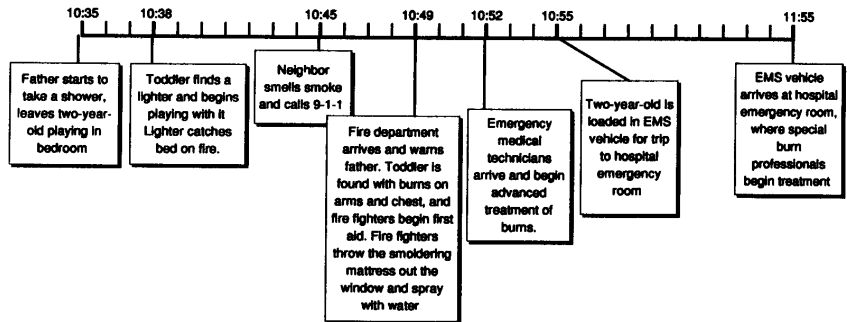 10:35 10:38 10:45 10:49 10:52 10:55 11:55
Father starts to
take a shower,
leaves two-year-
old playing in
bedroom
Toddler finds a
lighter and begins
playing with it
Lighter catches
bed on fire.
Neighbor
smells smoke
and calls 9-1-1
Fire department
arrives and warns
father. Toddler is
found with burns on
arms and chest, and
fire fighters begin first
aid. Fire fighters
throw the smoldering
mattress out the
window and spray
with water
Emergency
medical
technicians
arrive and begin
advanced
treatment of
burns.
Two-year-old is
loaded in EMS
vehicle for trip
to hospital
emergency
room
EMS vehicle
arrives at hospital
emergency room,
where special
burn
professionals
begin treatment